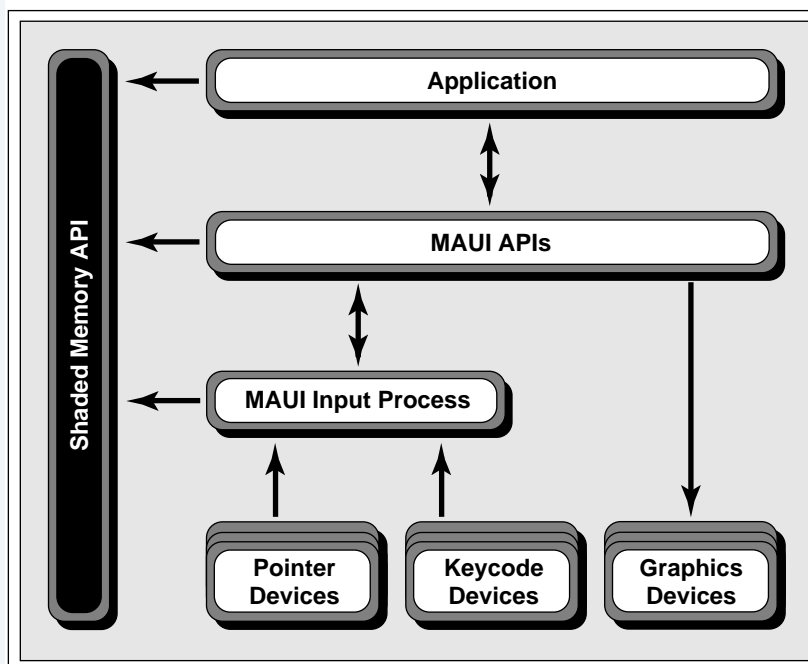 Application
Shaded Memory API
MAUI APIs
MAUI Input Process
Pointer
Devices
Keycode
Devices
Graphics
Devices